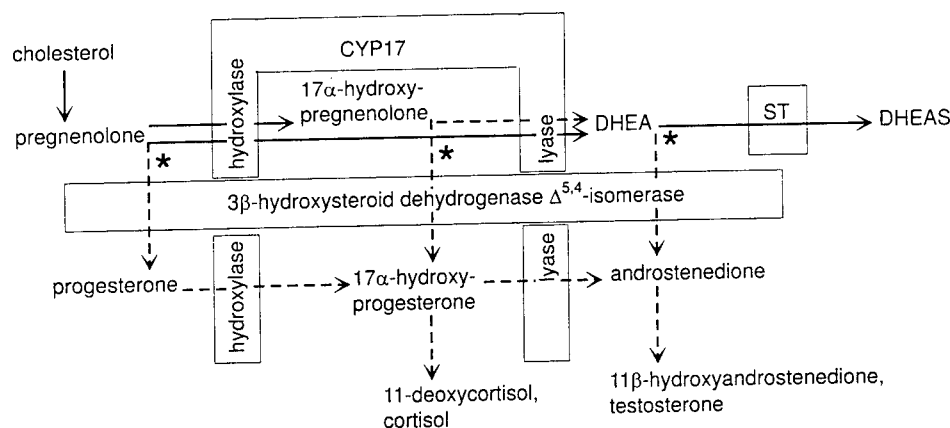 CYP17
cholesterol
hydroxylase
17α-hydroxy-
pregnenolone
pregnenolone
lyase
DHEA
ST
DHEAS
*
*
*
3β-hydroxysteroid dehydrogenase Δ5,4-isomerase
hydroxylase
lyase
progesterone
17α-hydroxy-
progesterone
androstenedione
11-deoxycortisol,
cortisol
11β-hydroxyandrostenedione,
testosterone